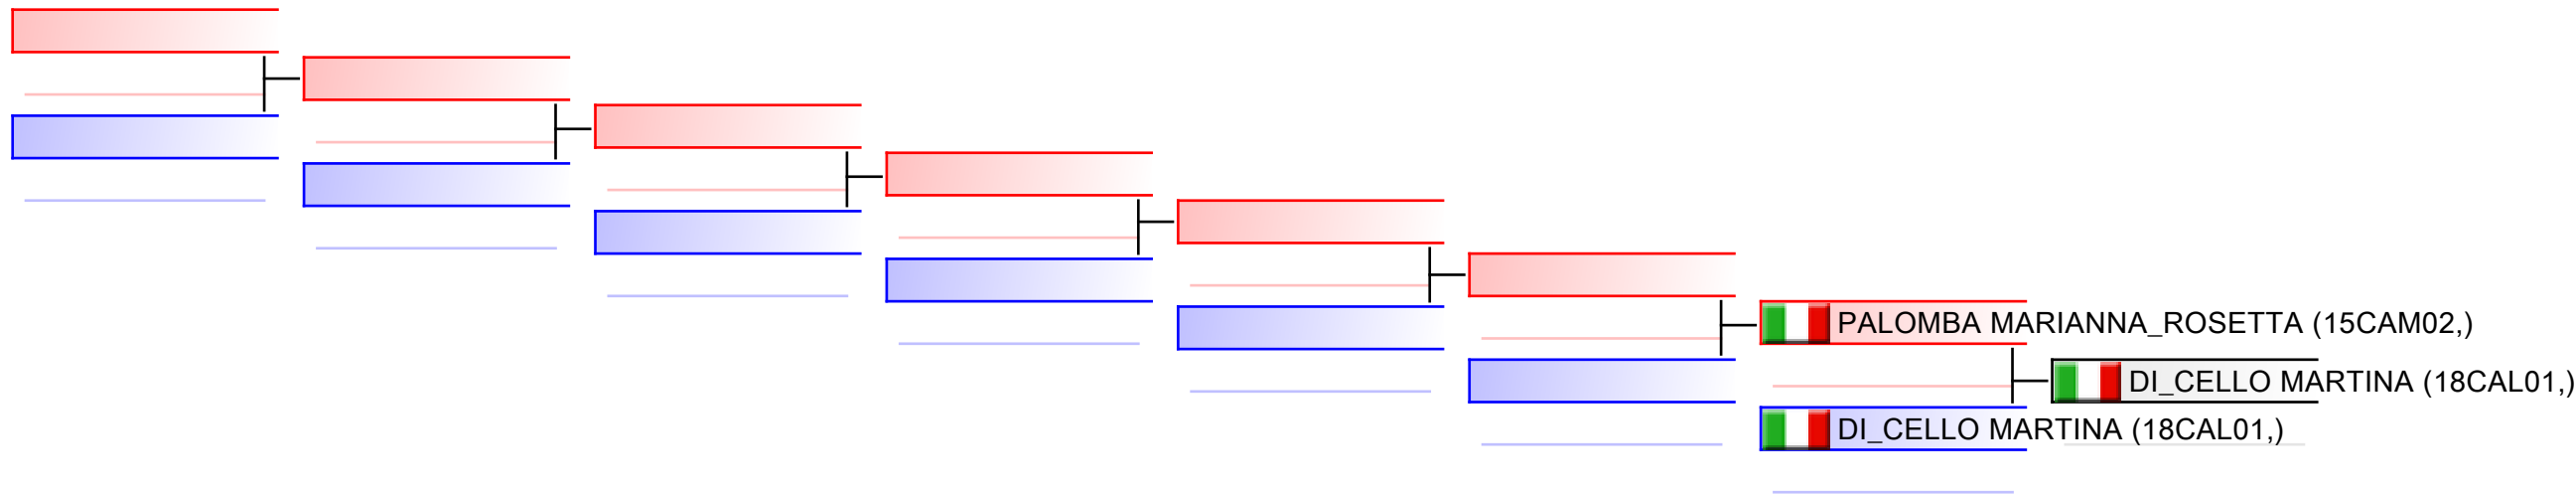 PALOMBA MARIANNA_ROSETTA (15CAM02,)
DI_CELLO MARTINA (18CAL01,)
DI_CELLO MARTINA (18CAL01,)